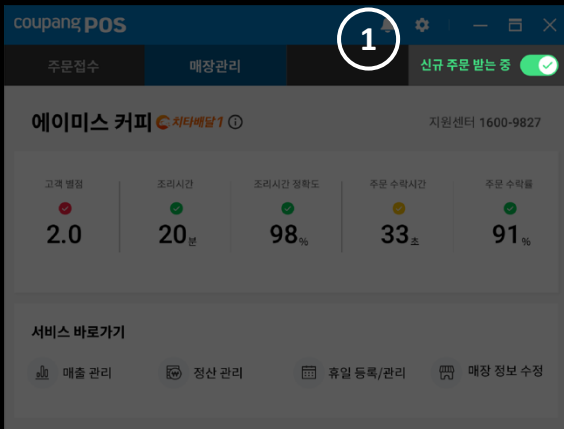 coupang POS
1
주문접수 매장관리 신규 주문 받는 중
에이미스 커피 치타배달1 지원센터 1600-9827
고객 별점 조리시간 조리시간 정확도 주문 수락시간 주문 수락률
2.0 20분 98% 33초 91%
서비스 바로가기
매출 관리 정산 관리 휴일 등록/관리 매장 정보 수정